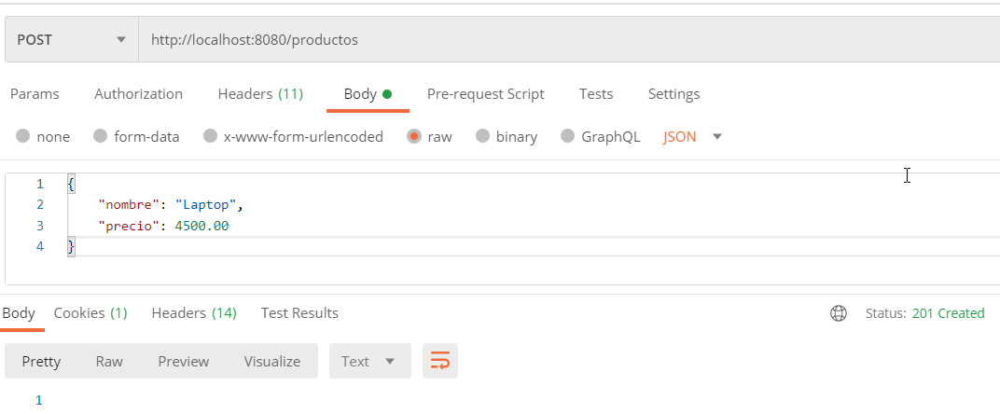 POST http://localhost:8080/productos
Params Authorization Headers (11) Body Pre-request Script Tests Settings
none form-data x-www-form-urlencoded raw binary GraphQL JSON
1 {
2 "nombre": "Laptop",
3 "precio": 4500.00
4 }
Body Cookies (1) Headers (14) Test Results Status: 201 Created
Pretty Raw Preview Visualize Text
1